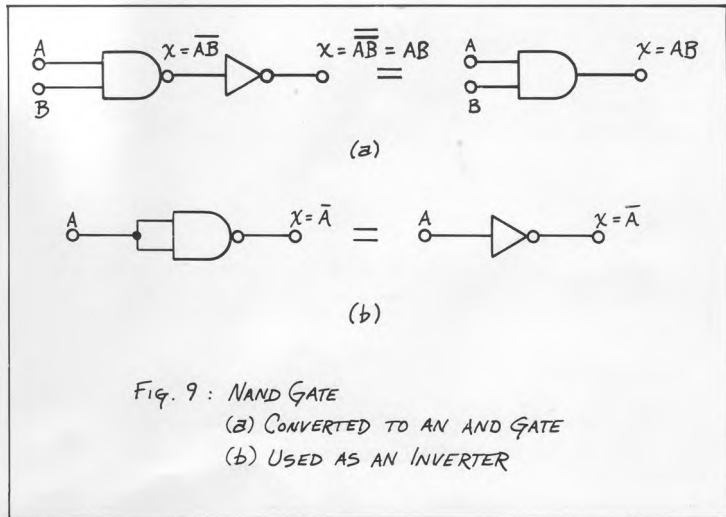 A
B
χ = A̅B̅
χ = A̿B̿ = AB
=
A
B
χ = AB
(a)
A
χ = A̅
=
A
χ = A̅
(b)
FIG. 9 : NAND GATE
(a) CONVERTED TO AN AND GATE
(b) USED AS AN INVERTER